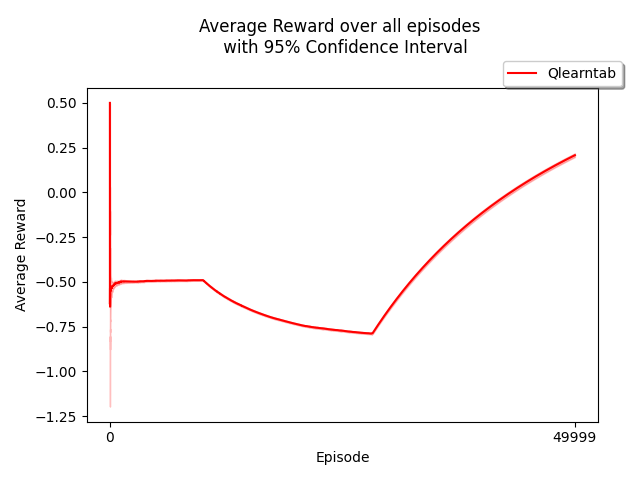 Average Reward over all episodes
with 95% Confidence Interval
Qlearntab
0.50
0.25
0.00
−0.25
−0.50
−0.75
−1.00
−1.25
Average Reward
0
49999
Episode